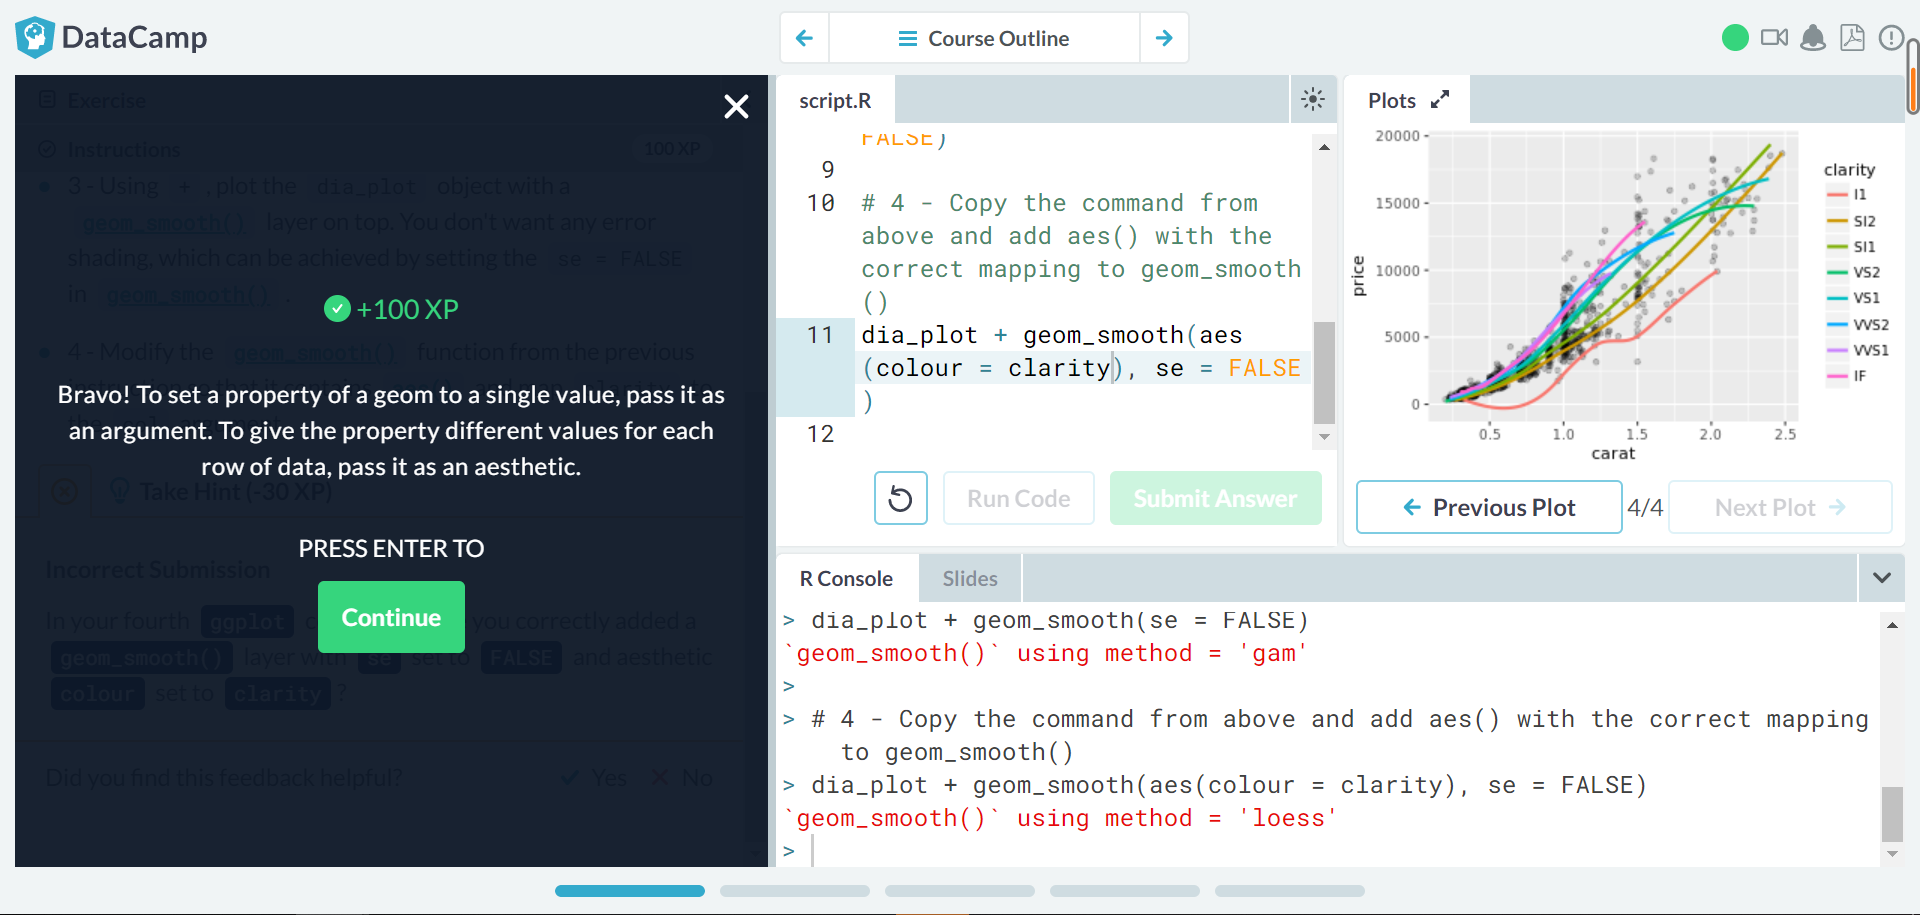 DataCamp
Course Outline
Exercise
Instructions
100 XP
3 - Using + , plot the dia_plot object with a
geom_smooth() layer on top. You don't want any error
shading, which can be achieved by setting the se = FALSE
in geom_smooth() .
+100 XP
4 - Modify the geom_smooth() function from the previous
Bravo! To set a property of a geom to a single value, pass it as
an argument. To give the property different values for each
row of data, pass it as an aesthetic.
Take Hint (-30 XP)
PRESS ENTER TO
Continue
Incorrect Submission
In your fourth ggplot you correctly added a
geom_smooth() layer with se set to FALSE and aesthetic
colour set to clarity ?
Did you find this feedback helpful?
Yes
No
script.R
FALSE)
9
10 # 4 - Copy the command from
above and add aes() with the
correct mapping to geom_smooth
()
11 dia_plot + geom_smooth(aes
(colour = clarity), se = FALSE
)
12
Run Code
Submit Answer
Plots
20000
15000
10000
5000
0
price
0.5
1.0
1.5
2.0
2.5
carat
clarity
I1
SI2
SI1
VS2
VS1
VVS2
VVS1
IF
Previous Plot
4/4
Next Plot
R Console
Slides
> dia_plot + geom_smooth(se = FALSE)
`geom_smooth()` using method = 'gam'
>
> # 4 - Copy the command from above and add aes() with the correct mapping
to geom_smooth()
> dia_plot + geom_smooth(aes(colour = clarity), se = FALSE)
`geom_smooth()` using method = 'loess'
>